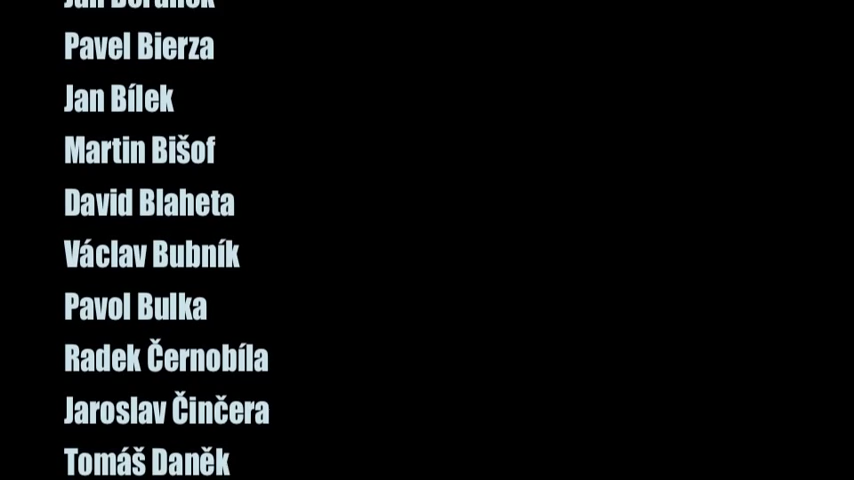 Pavel Bierza
Jan Bílek
Martin Bišof
David Blaheta
Václav Bubník
Pavol Bulka
Radek Černobíla
Jaroslav Činčera
Tomáš Daněk